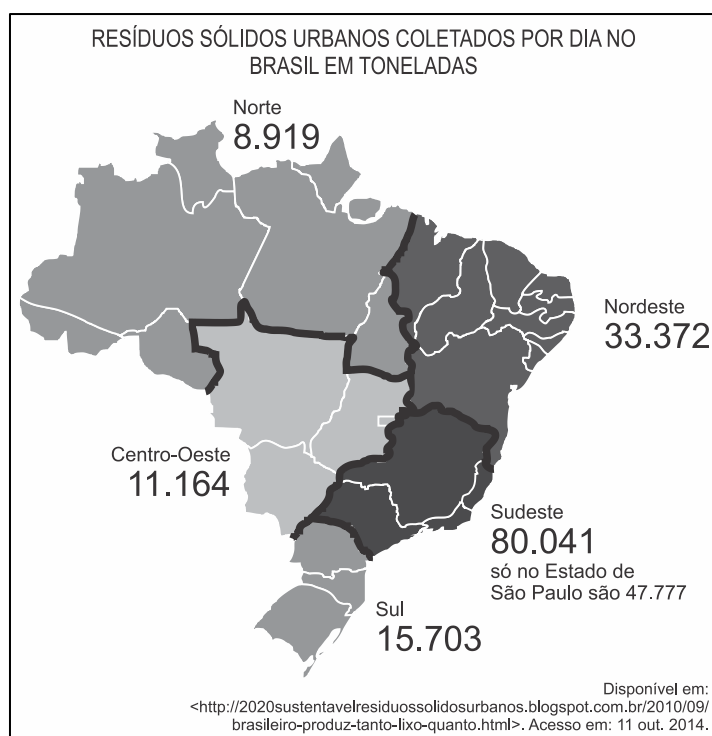 RESÍDUOS SÓLIDOS URBANOS COLETADOS POR DIA NO
BRASIL EM TONELADAS
Norte
8.919
Nordeste
33.372
Centro-Oeste
11.164
Sudeste
80.041
só no Estado de
São Paulo são 47.777
Sul
15.703
Disponível em:
<http://2020sustentavelresiduossolidosurbanos.blogspot.com.br/2010/09/
brasileiro-produz-tanto-lixo-quanto.html>. Acesso em: 11 out. 2014.